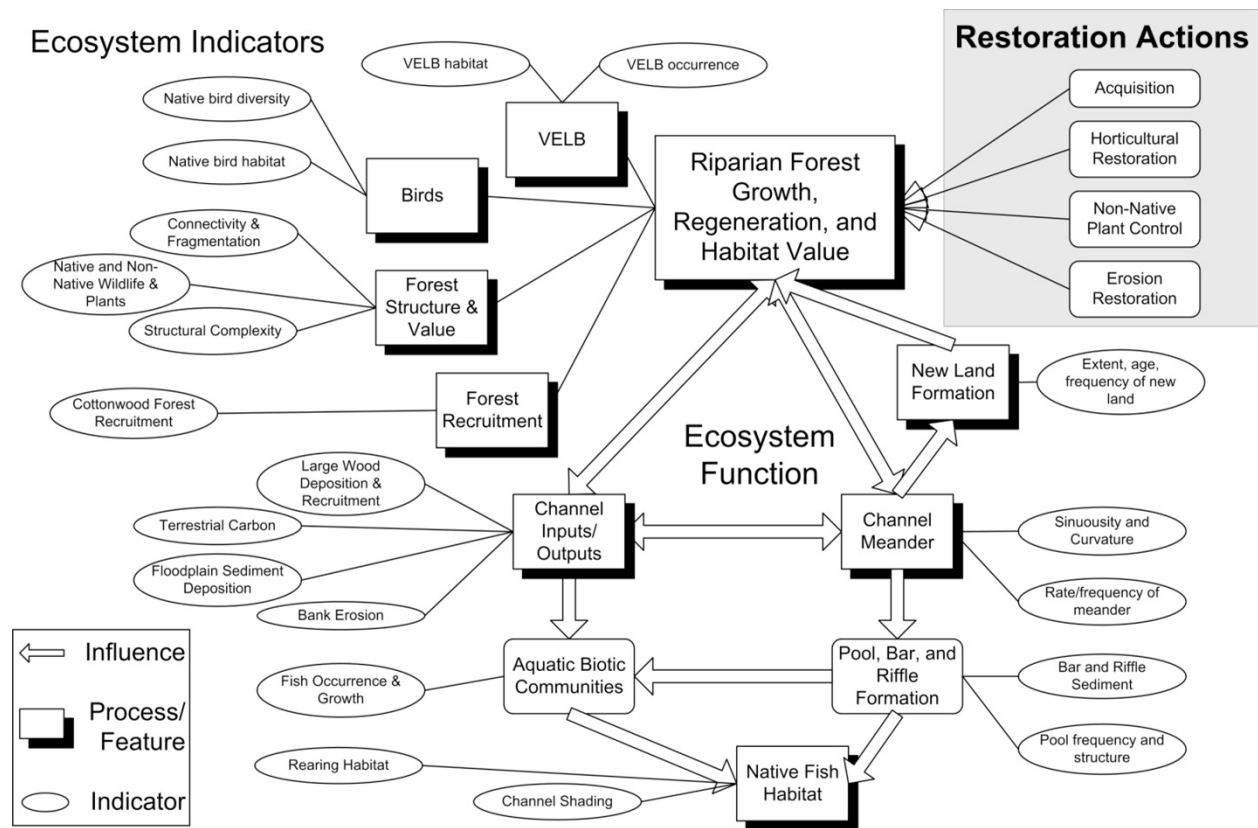 Ecosystem Indicators
VELB habitat
VELB occurrence
Native bird diversity
Native bird habitat
Connectivity &
Fragmentation
Native and Non-
Native Wildlife &
Plants
Structural Complexity
Cottonwood Forest
Recruitment
VELB
Birds
Forest
Structure &
Value
Forest
Recruitment
Riparian Forest
Growth,
Regeneration, and
Habitat Value
Restoration Actions
Acquisition
Horticultural
Restoration
Non-Native
Plant Control
Erosion
Restoration
New Land
Formation
Extent, age,
frequency of new
land
Ecosystem
Function
Large Wood
Deposition &
Recruitment
Terrestrial Carbon
Floodplain Sediment
Deposition
Bank Erosion
Channel
Inputs/
Outputs
Channel
Meander
Sinuousity and
Curvature
Rate/frequency of
meander
Fish Occurrence &
Growth
Aquatic Biotic
Communities
Pool, Bar, and
Riffle
Formation
Bar and Riffle
Sediment
Pool frequency and
structure
Rearing Habitat
Channel Shading
Native Fish
Habitat
Influence
Process/
Feature
Indicator